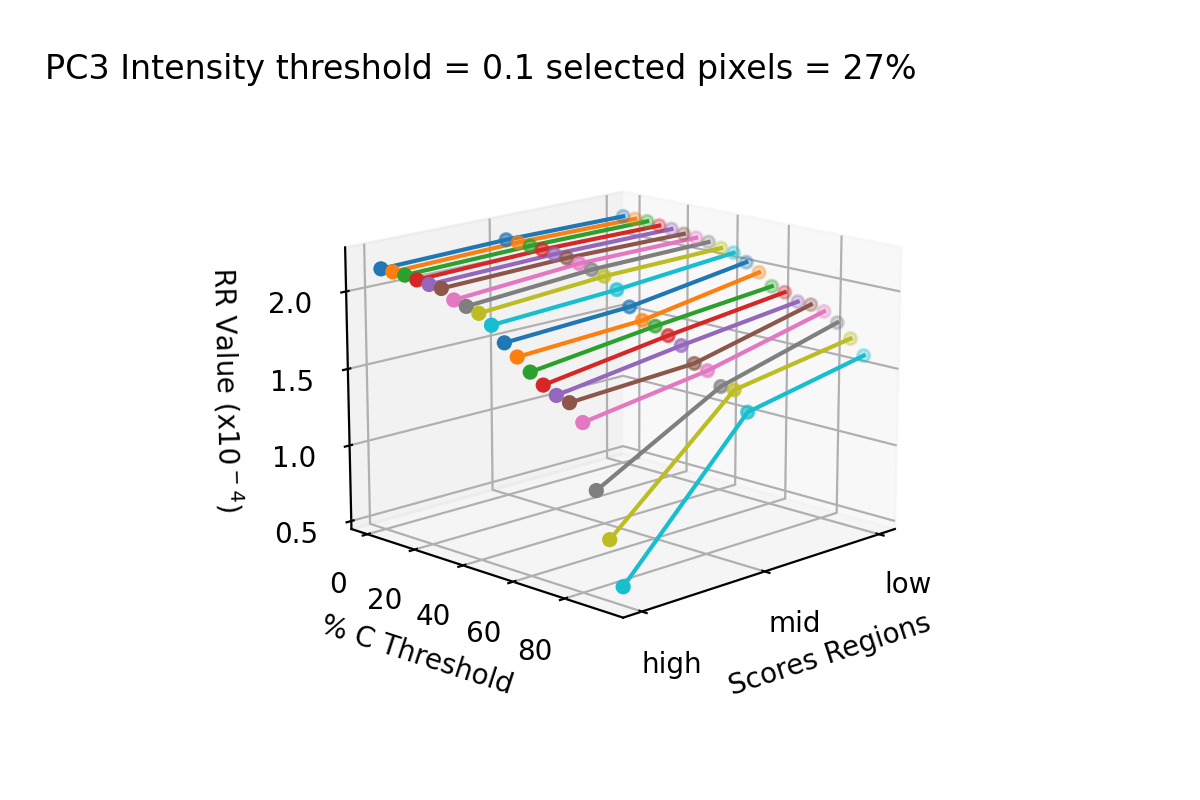 PC3 Intensity threshold = 0.1 selected pixels = 27%
RR Value (x10⁻⁴)
2.0
1.5
1.0
0.5
0
20
40
60
80
% C Threshold
high
mid
low
Scores Regions